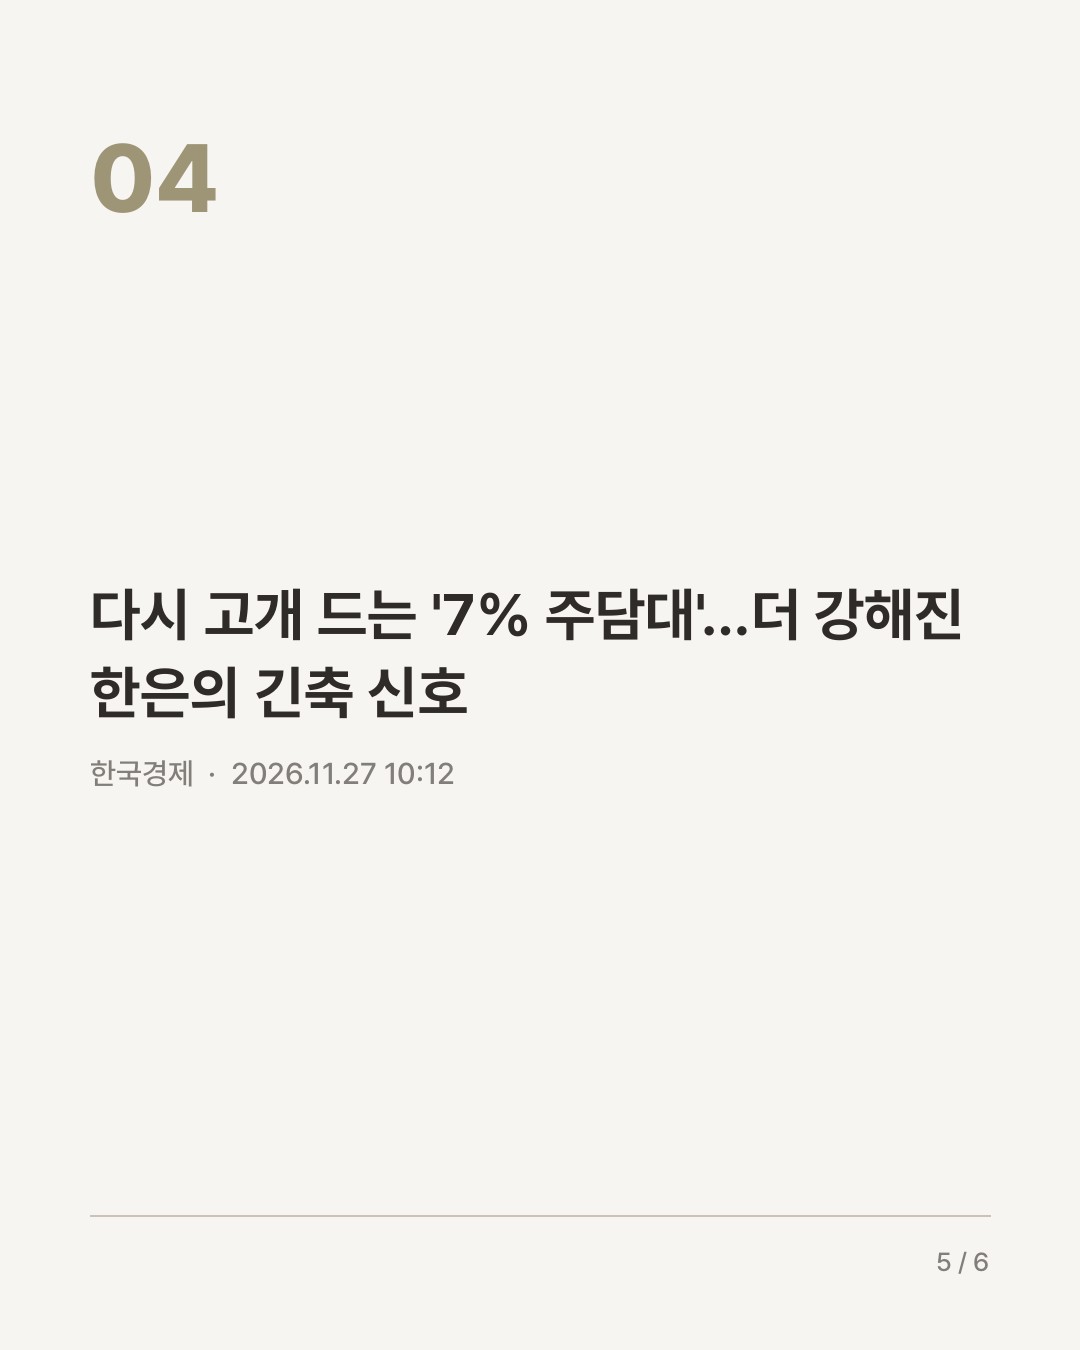 04
다시 고개 드는 '7% 주담대'...더 강해진
한은의 긴축 신호
한국경제 · 2026.11.27 10:12
5 / 6